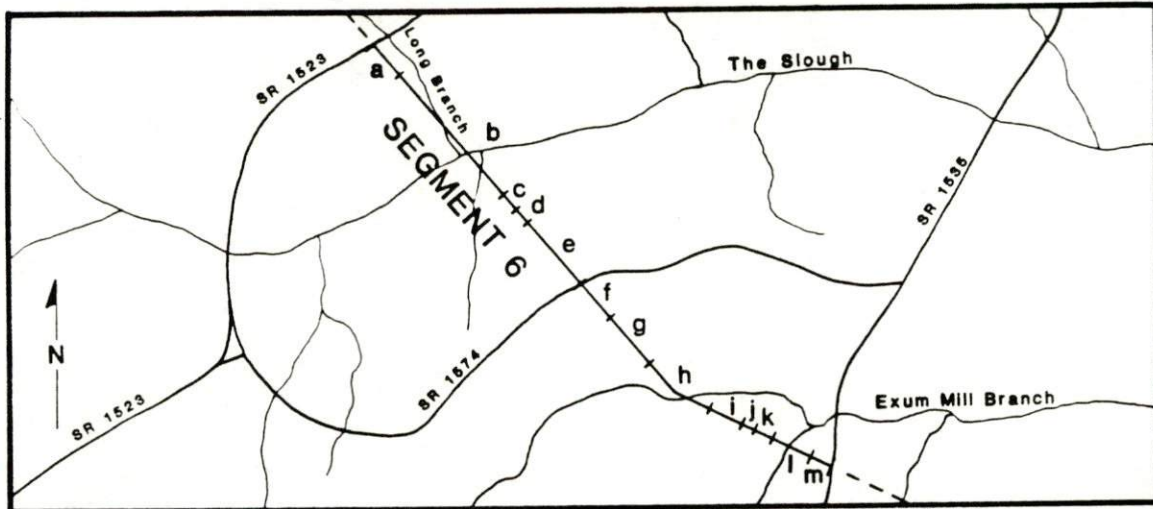 SR 1523
Long Branch
a
The Slough
b
SEGMENT 6
c
d
SR 1535
e
f
N
g
SR 1574
h
SR 1523
i
j
k
Exum Mill Branch
l
m